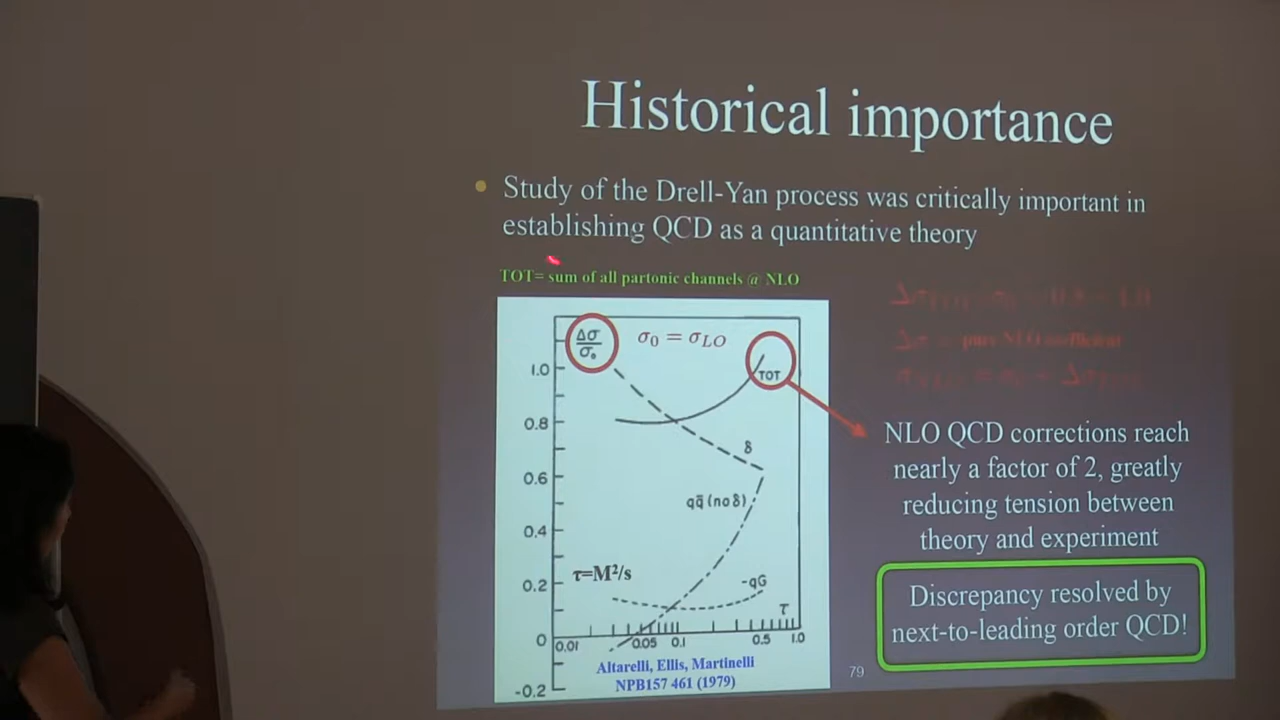 Historical importance
Study of the Drell-Yan process was critically important in
establishing QCD as a quantitative theory
TOT= sum of all partonic channels @ NLO
Δσ
σ₀
σ₀ = σ_LO
TOT
1.0
0.8
0.6
0.4
0.2
0
-0.2
δ
qq̄ (no δ)
τ=M²/s
-qG
τ
0.01
0.05
0.1
0.5
1.0
Altarelli, Ellis, Martinelli
NPB157 461 (1979)
NLO QCD corrections reach
nearly a factor of 2, greatly
reducing tension between
theory and experiment
Discrepancy resolved by
next-to-leading order QCD!
79